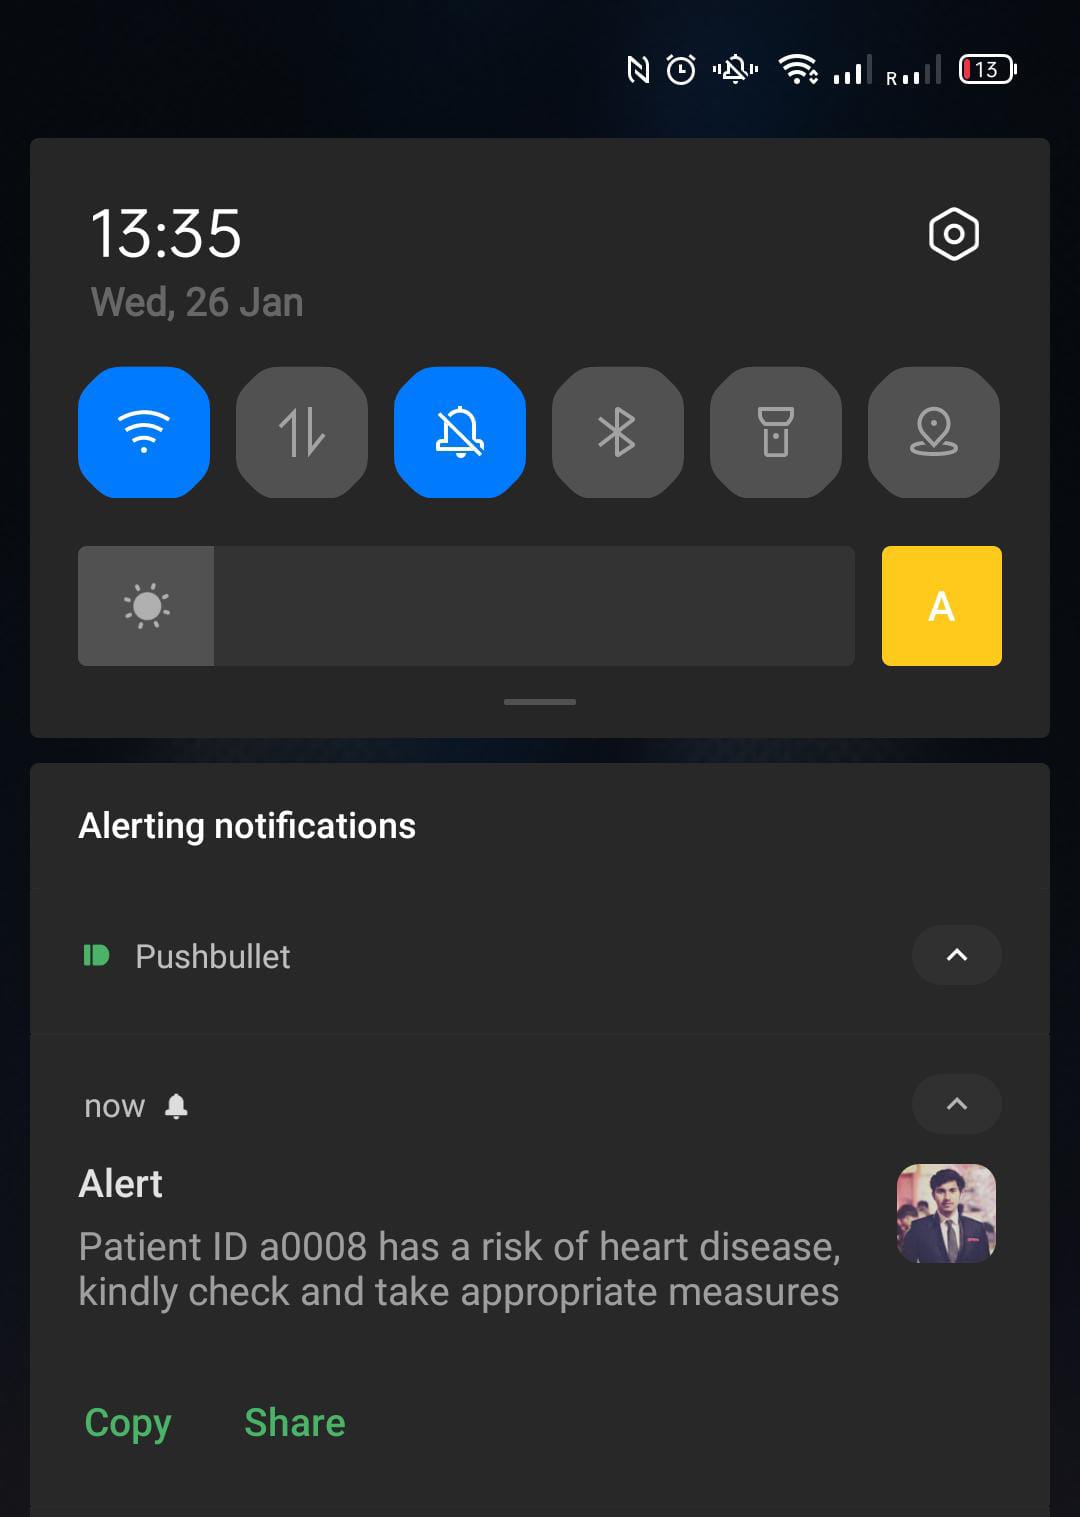 R
13
13:35
Wed, 26 Jan
A
Alerting notifications
Pushbullet
now
Alert
Patient ID a0008 has a risk of heart disease,
kindly check and take appropriate measures
Copy Share